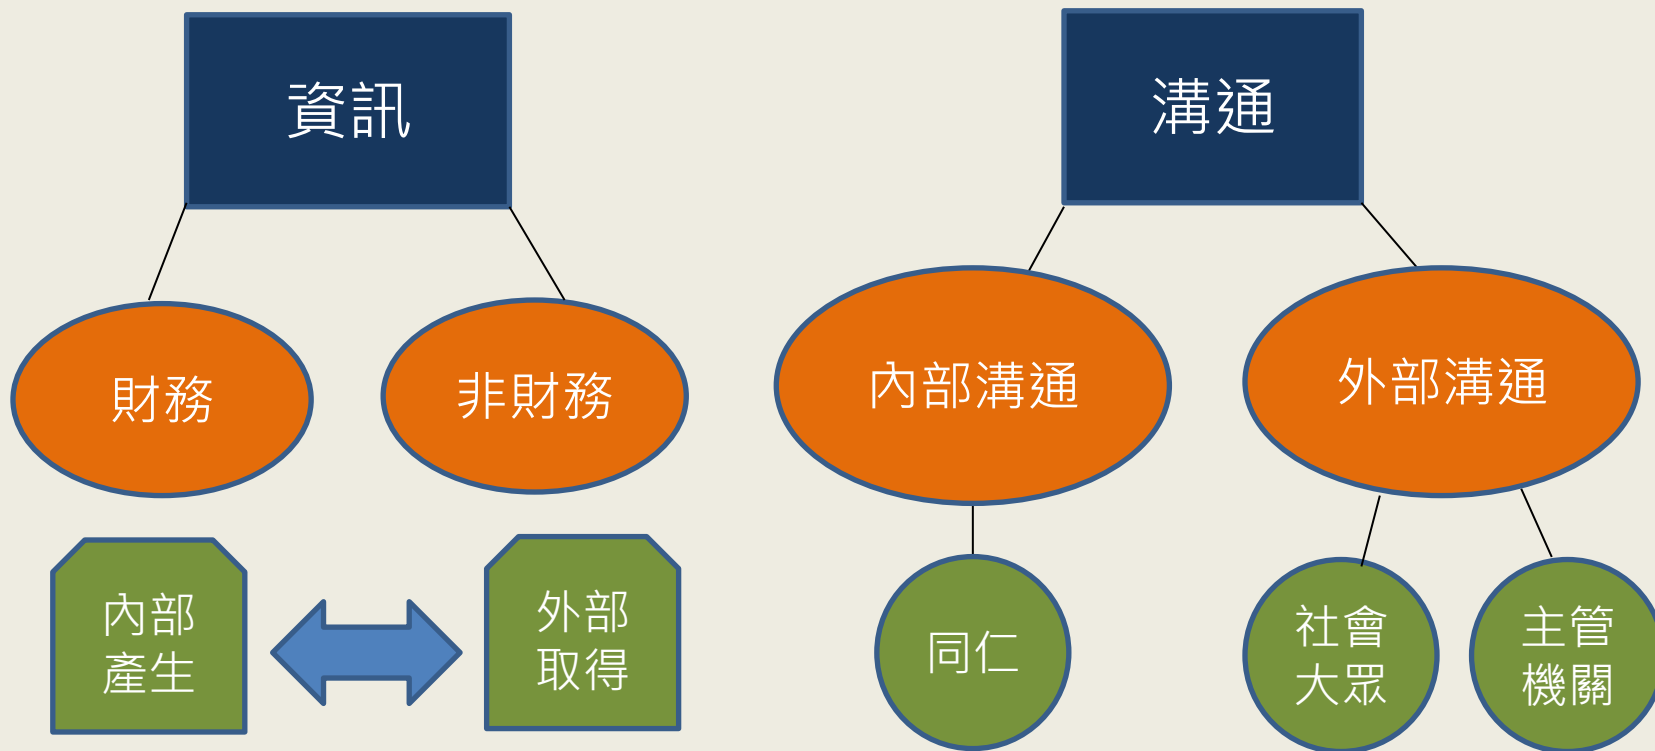 資訊
財務
非財務
內部
產生
外部
取得
溝通
內部溝通
外部溝通
同仁
社會
大眾
主管
機關